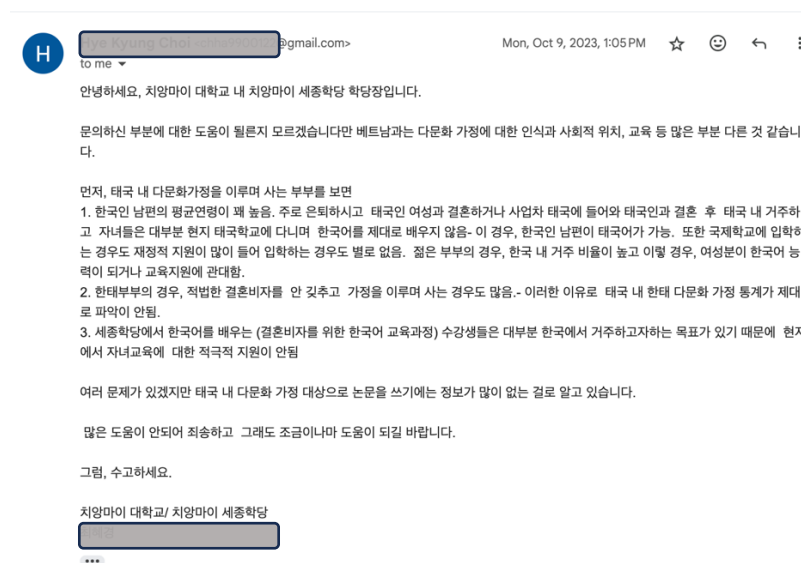 H
@gmail.com>
Mon, Oct 9, 2023, 1:05 PM
to me
안녕하세요, 치앙마이 대학교 내 치앙마이 세종학당 학당장입니다.
문의하신 부분에 대한 도움이 될른지 모르겠습니다만 베트남과는 다문화 가정에 대한 인식과 사회적 위치, 교육 등 많은 부분 다른 것 같습니
다.
먼저, 태국 내 다문화가정을 이루며 사는 부부를 보면
1. 한국인 남편의 평균연령이 꽤 높음. 주로 은퇴하시고 태국인 여성과 결혼하거나 사업차 태국에 들어와 태국인과 결혼 후 태국 내 거주하
고 자녀들은 대부분 현지 태국학교에 다니며 한국어를 제대로 배우지 않음- 이 경우, 한국인 남편이 태국어가 가능. 또한 국제학교에 입학하
는 경우도 재정적 지원이 많이 들어 입학하는 경우도 별로 없음. 젊은 부부의 경우, 한국 내 거주 비율이 높고 이럴 경우, 여성분이 한국어 능
력이 되거나 교육지원에 관대함.
2. 한태부부의 경우, 적법한 결혼비자를 안 깆추고 가정을 이루며 사는 경우도 많음.- 이러한 이유로 태국 내 한태 다문화 가정 통계가 제대
로 파악이 안됨.
3. 세종학당에서 한국어를 배우는 (결혼비자를 위한 한국어 교육과정) 수강생들은 대부분 한국에서 거주하고자하는 목표가 있기 때문에 현지
에서 자녀교육에 대한 적극적 지원이 안됨
여러 문제가 있겠지만 태국 내 다문화 가정 대상으로 논문을 쓰기에는 정보가 많이 없는 걸로 알고 있습니다.
많은 도움이 안되어 죄송하고 그래도 조금이나마 도움이 되길 바랍니다.
그럼, 수고하세요.
치앙마이 대학교/ 치앙마이 세종학당